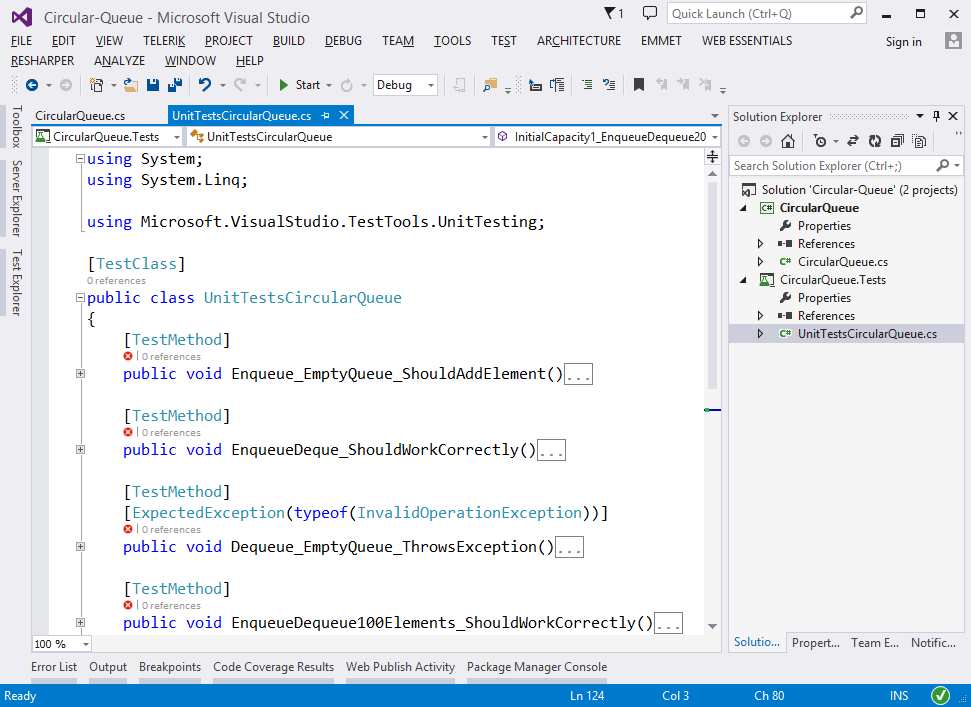 Circular-Queue - Microsoft Visual Studio
1
Quick Launch (Ctrl+Q)
FILE EDIT VIEW TELERIK PROJECT BUILD DEBUG TEAM TOOLS TEST ARCHITECTURE EMMET WEB ESSENTIALS Sign in
RESHARPER ANALYZE WINDOW HELP
Start Debug
Toolbox
Server Explorer
Test Explorer
CircularQueue.cs UnitTestsCircularQueue.cs
CircularQueue.Tests UnitTestsCircularQueue InitialCapacity1_EnqueueDequeue20
using System;
using System.Linq;
using Microsoft.VisualStudio.TestTools.UnitTesting;
[TestClass]
0 references
public class UnitTestsCircularQueue
{
[TestMethod]
0 references
public void Enqueue_EmptyQueue_ShouldAddElement()...
[TestMethod]
0 references
public void EnqueueDeque_ShouldWorkCorrectly()...
[TestMethod]
[ExpectedException(typeof(InvalidOperationException))]
0 references
public void Dequeue_EmptyQueue_ThrowsException()...
[TestMethod]
0 references
public void EnqueueDequeue100Elements_ShouldWorkCorrectly()...
100 %
Solution Explorer
Search Solution Explorer (Ctrl+;)
Solution 'Circular-Queue' (2 projects)
C# CircularQueue
Properties
References
C# CircularQueue.cs
CircularQueue.Tests
Properties
References
C# UnitTestsCircularQueue.cs
Solutio... Propert... Team E... Notific...
Error List Output Breakpoints Code Coverage Results Web Publish Activity Package Manager Console
Ready Ln 124 Col 3 Ch 80 INS